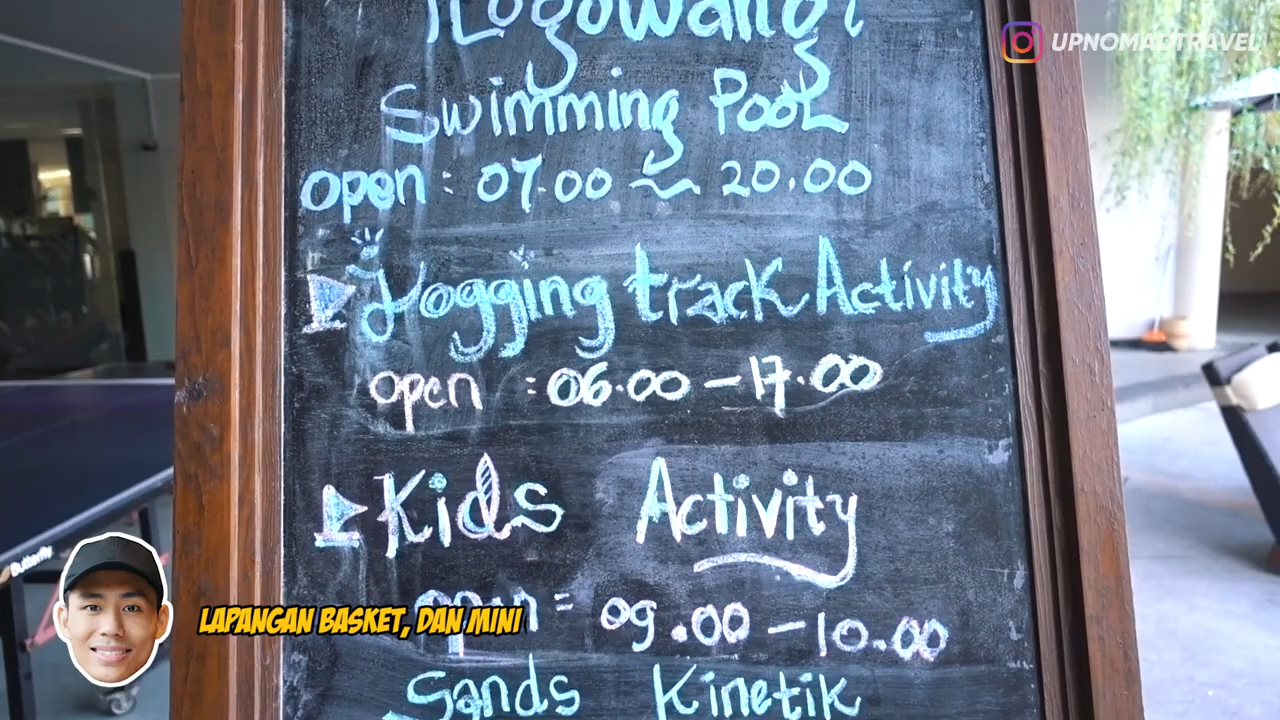 UPNOMADTRAVEL
Swimming Pool
open : 07.00 ~ 20.00
Jogging track Activity
open : 06.00 - 17.00
Kids Activity
open = 09.00 - 10.00
LAPANGAN BASKET, DAN MINI
Sands Kinetik
Butterfly